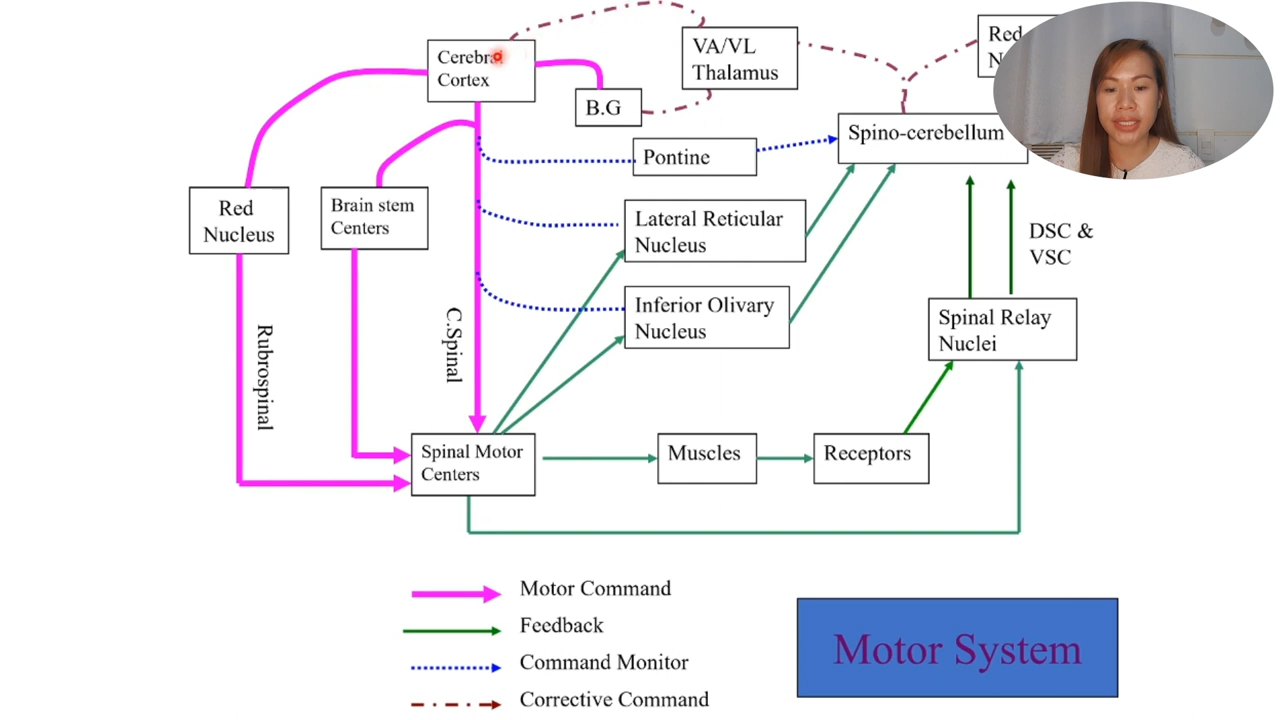 Cerebral
Cortex
B.G
VA/VL
Thalamus
Red
Spino-cerebellum
Pontine
Red
Nucleus
Brain stem
Centers
Lateral Reticular
Nucleus
DSC &
VSC
Inferior Olivary
Nucleus
Spinal Relay
Nuclei
Rubrospinal
C.Spinal
Spinal Motor
Centers
Muscles
Receptors
Motor Command
Feedback
Command Monitor
Corrective Command
Motor System